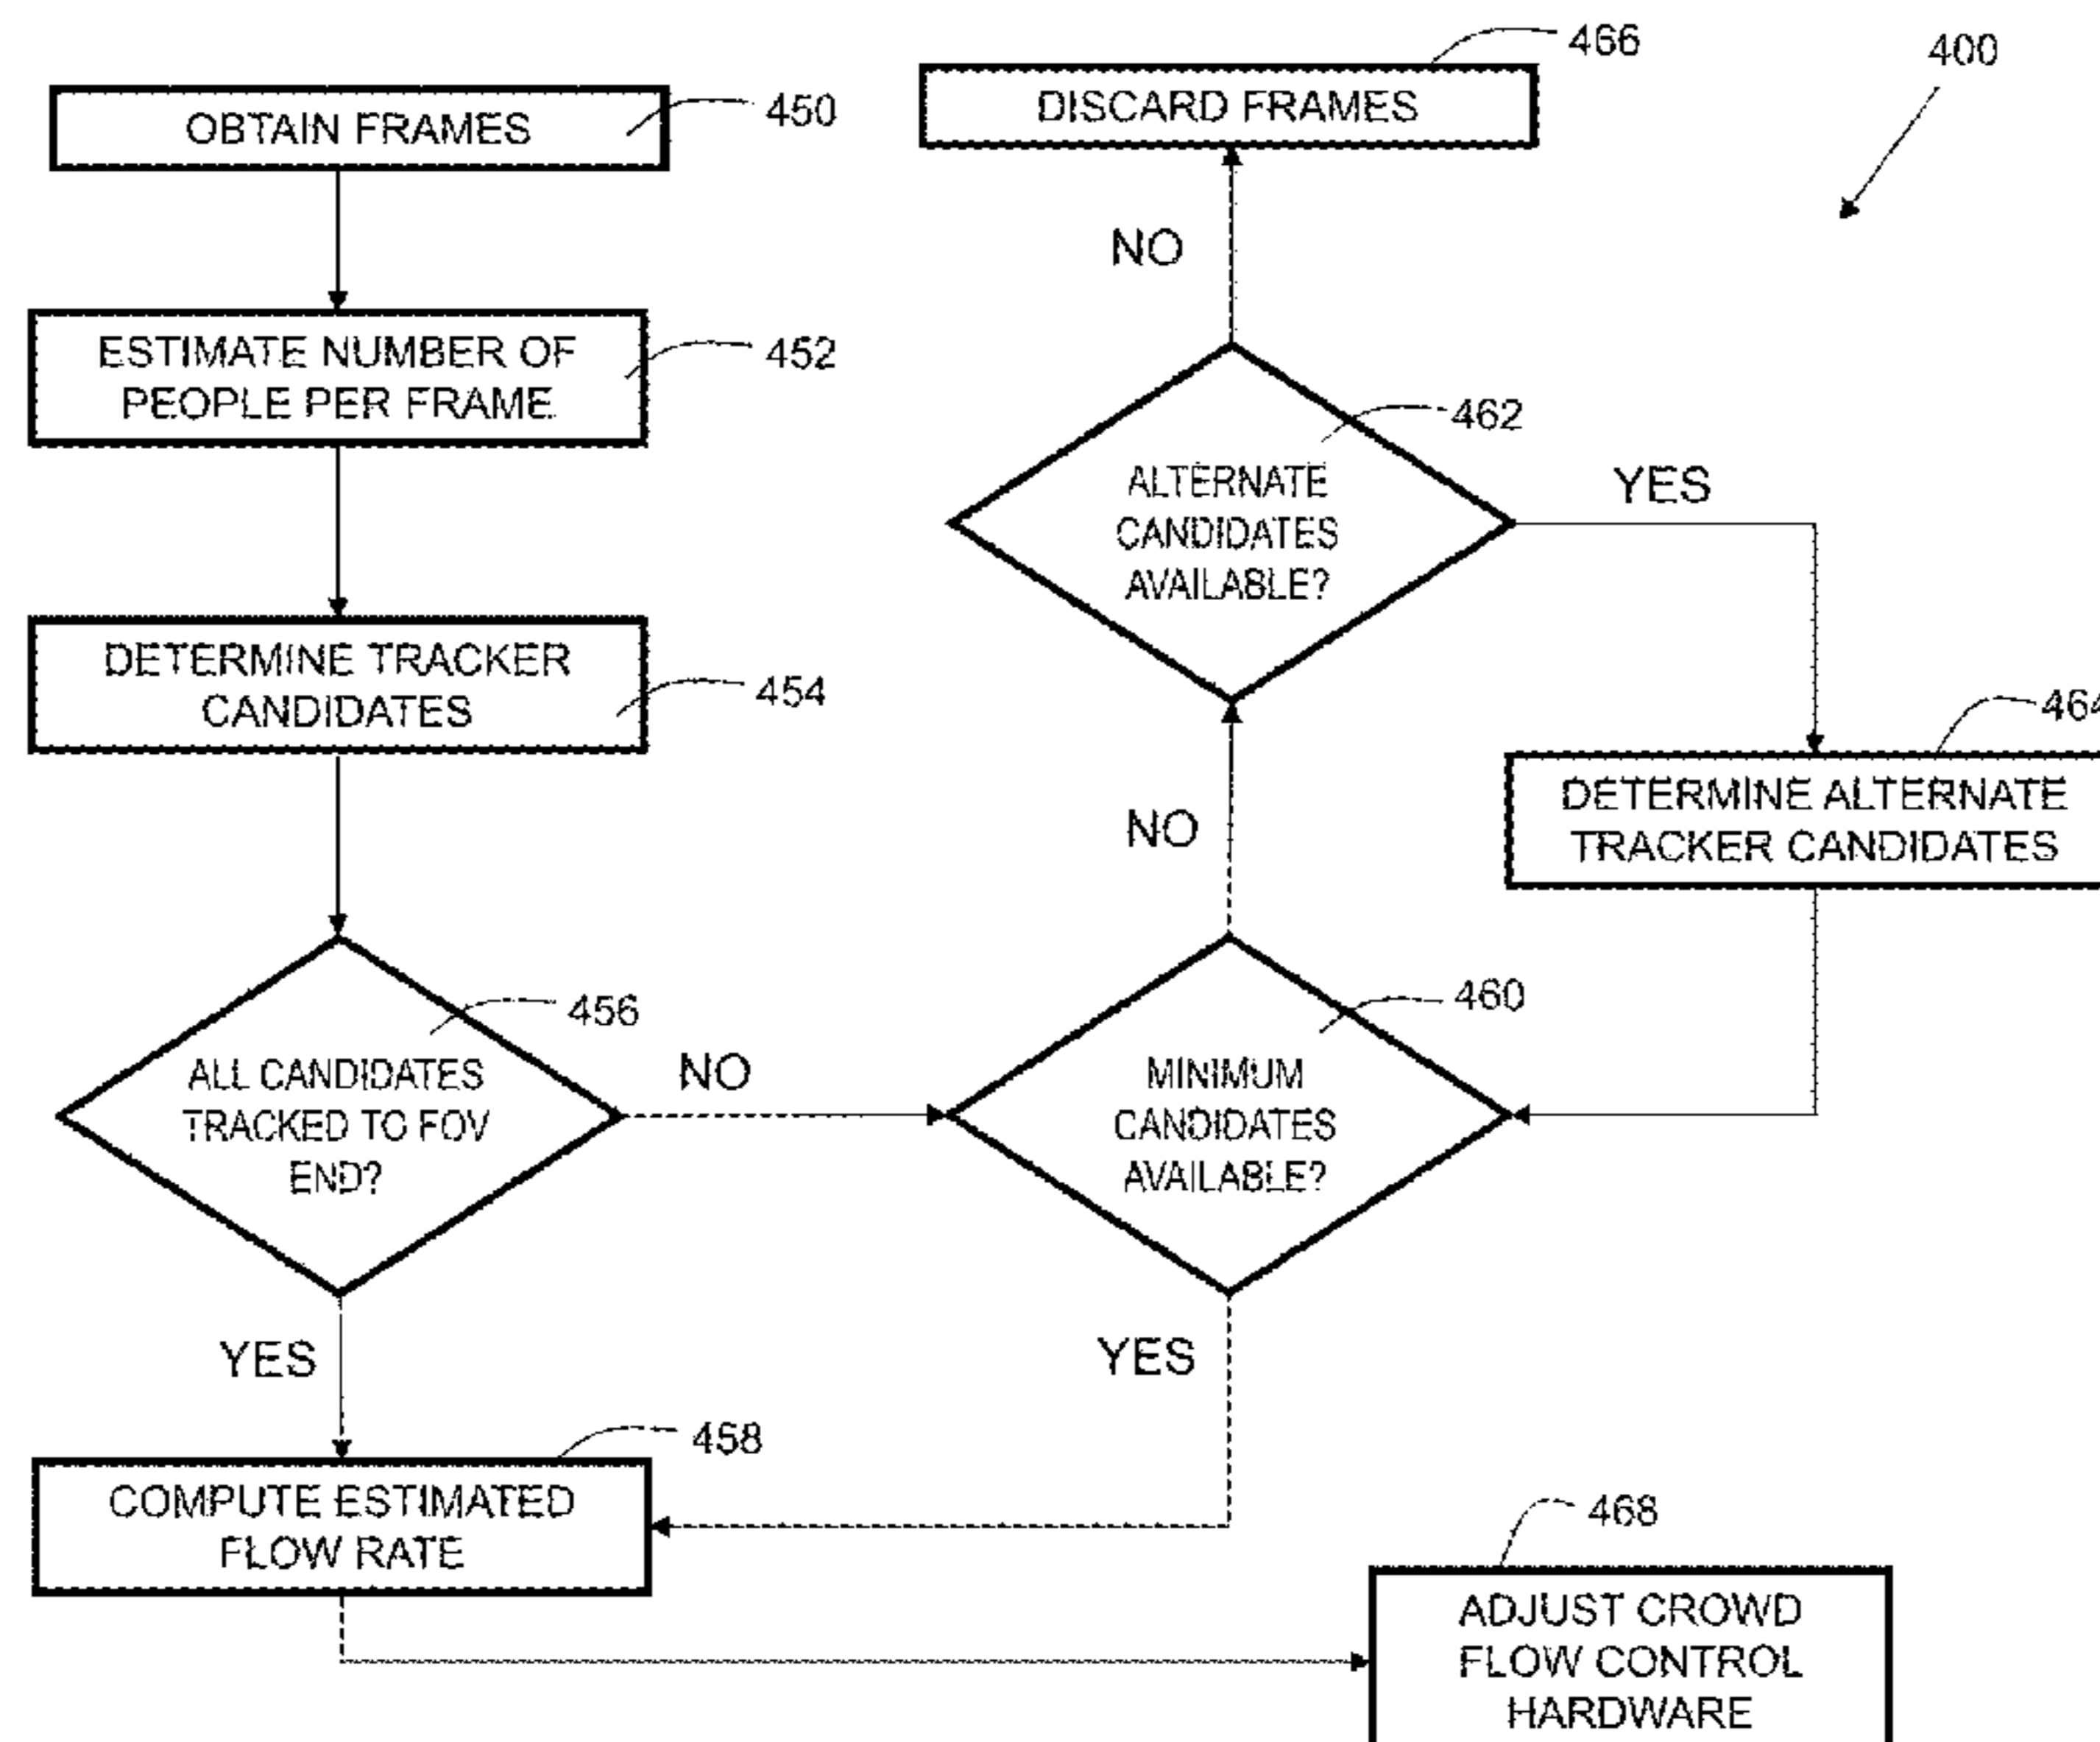 OBTAIN FRAMES
450
ESTIMATE NUMBER OF
PEOPLE PER FRAME
452
DETERMINE TRACKER
CANDIDATES
454
ALL CANDIDATES
TRACKED TO FOV
END?
456
NO
YES
COMPUTE ESTIMATED
FLOW RATE
458
DISCARD FRAMES
466
400
NO
ALTERNATE
CANDIDATES
AVAILABLE?
462
YES
DETERMINE ALTERNATE
TRACKER CANDIDATES
464
NO
MINIMUM
CANDIDATES
AVAILABLE?
460
YES
468
ADJUST CROWD
FLOW CONTROL
HARDWARE